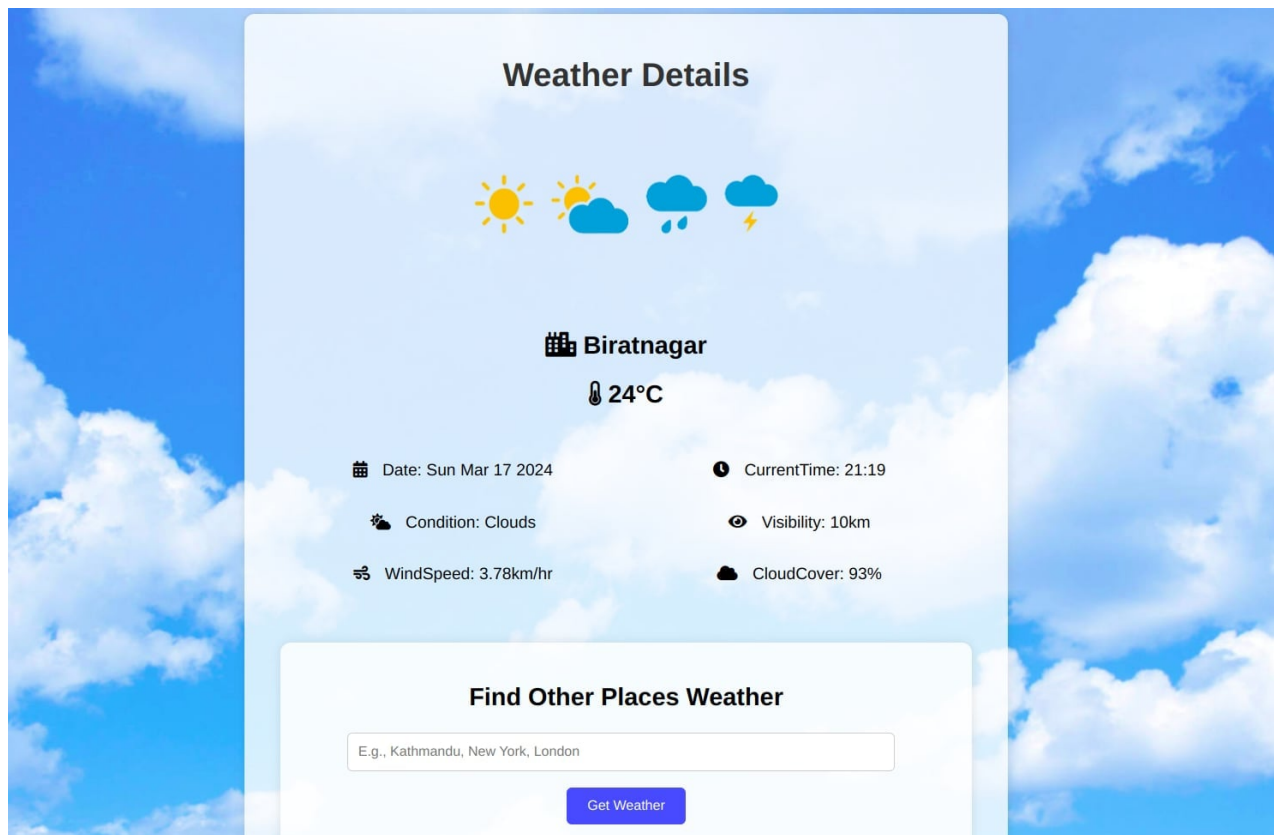 Weather Details
Biratnagar
24°C
Date: Sun Mar 17 2024
CurrentTime: 21:19
Condition: Clouds
Visibility: 10km
WindSpeed: 3.78km/hr
CloudCover: 93%
Find Other Places Weather
E.g., Kathmandu, New York, London
Get Weather